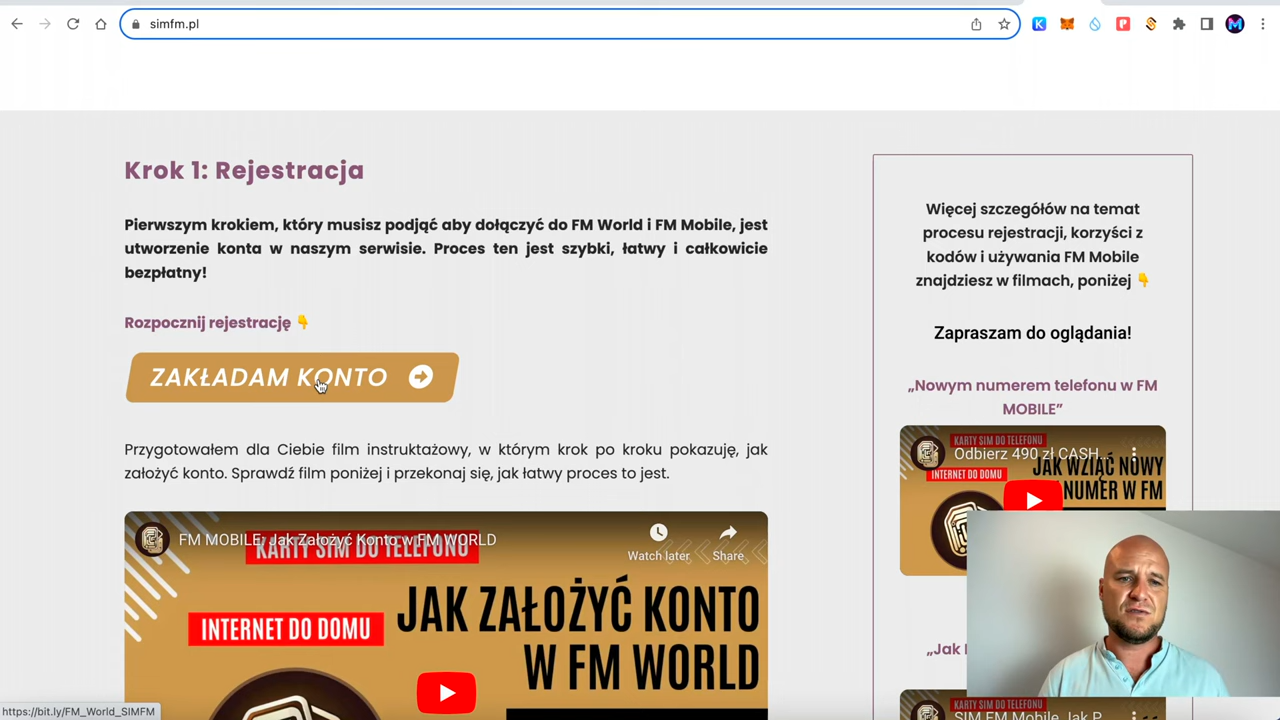 simfm.pl
Krok 1: Rejestracja
Pierwszym krokiem, który musisz podjąć aby dołączyć do FM World i FM Mobile, jest
utworzenie konta w naszym serwisie. Proces ten jest szybki, łatwy i całkowicie
bezpłatny!
Rozpocznij rejestrację 👇
ZAKŁADAM KONTO
Przygotowałem dla Ciebie film instruktażowy, w którym krok po kroku pokazuję, jak
założyć konto. Sprawdź film poniżej i przekonaj się, jak łatwy proces to jest.
FM MOBILE: Jak Założyć Konto w FM WORLD
Watch later
Share
KARTY SIM DO TELEFONU
INTERNET DO DOMU
JAK ZAŁOŻYĆ KONTO
W FM WORLD
Więcej szczegółów na temat
procesu rejestracji, korzyści z
kodów i używania FM Mobile
znajdziesz w filmach, poniżej 👇
Zapraszam do oglądania!
„Nowym numerem telefonu w FM
MOBILE”
KARTY SIM DO TELEFONU
Odbierz 490 zł CASH...
INTERNET DO DOMU
JAK WZIĄĆ NOWY
NUMER W FM
„Jak
KARTY SIM DO TELEFONU
SIM FM Mobile Jak P
https://bit.ly/FM_World_SIMFM